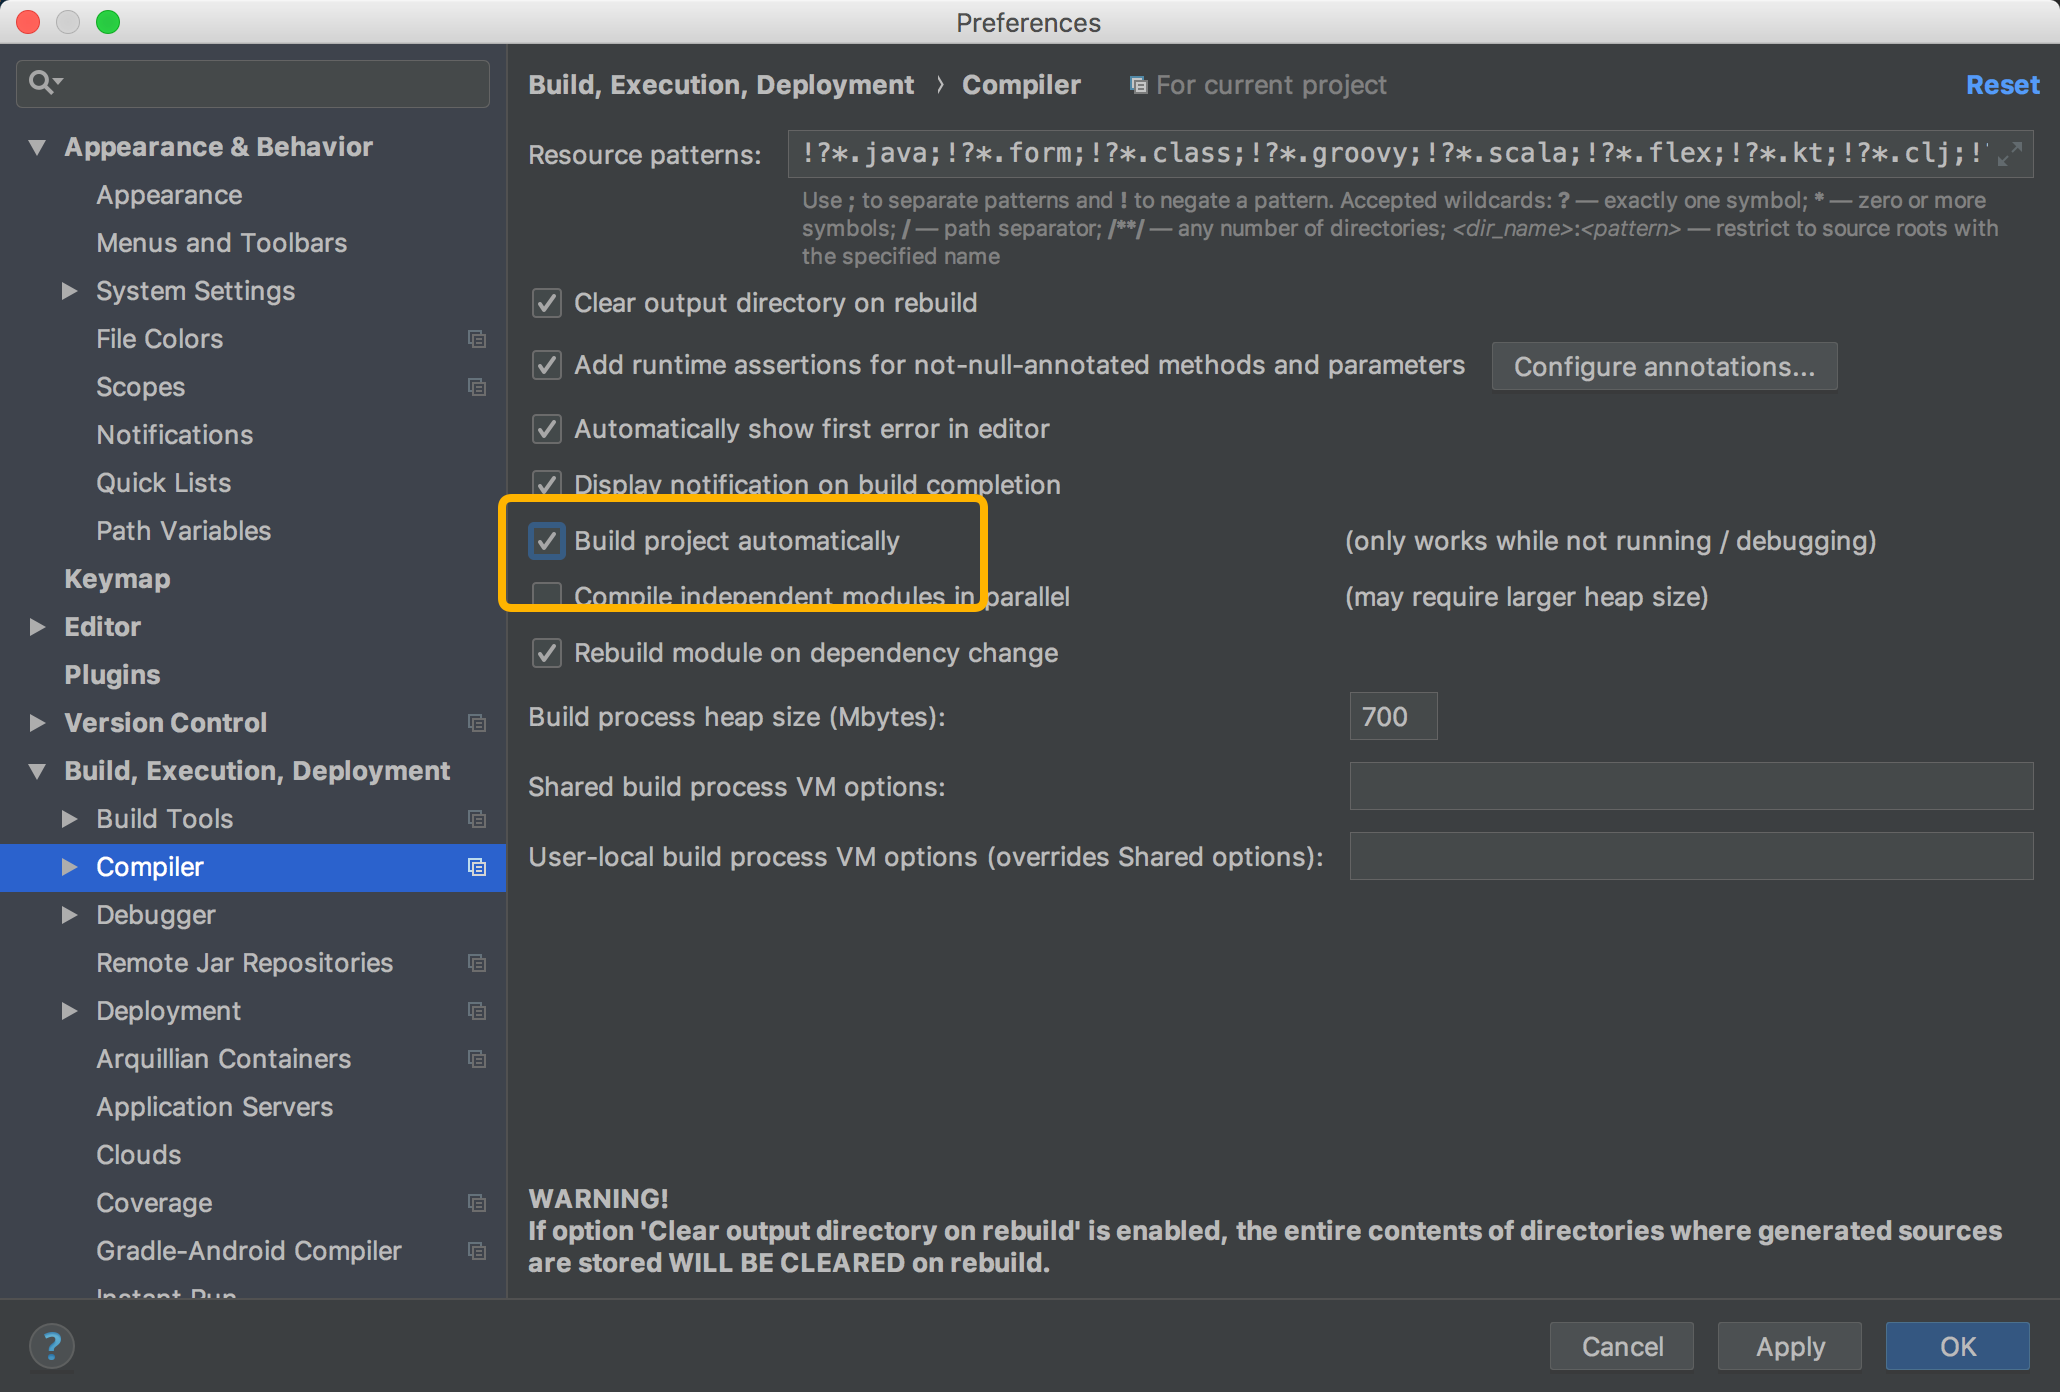 Preferences
Appearance & Behavior
Appearance
Menus and Toolbars
System Settings
File Colors
Scopes
Notifications
Quick Lists
Path Variables
Keymap
Editor
Plugins
Version Control
Build, Execution, Deployment
Build Tools
Compiler
Debugger
Remote Jar Repositories
Deployment
Arquillian Containers
Application Servers
Clouds
Coverage
Gradle-Android Compiler
Instant Run
Build, Execution, Deployment › Compiler For current project Reset
Resource patterns: !?*.java;!?*.form;!?*.class;!?*.groovy;!?*.scala;!?*.flex;!?*.kt;!?*.clj;!
Use ; to separate patterns and ! to negate a pattern. Accepted wildcards: ? — exactly one symbol; * — zero or more
symbols; / — path separator; /**/ — any number of directories; <dir_name>:<pattern> — restrict to source roots with
the specified name
Clear output directory on rebuild
Add runtime assertions for not-null-annotated methods and parameters Configure annotations...
Automatically show first error in editor
Display notification on build completion
Build project automatically (only works while not running / debugging)
Compile independent modules in parallel (may require larger heap size)
Rebuild module on dependency change
Build process heap size (Mbytes): 700
Shared build process VM options:
User-local build process VM options (overrides Shared options):
WARNING!
If option 'Clear output directory on rebuild' is enabled, the entire contents of directories where generated sources
are stored WILL BE CLEARED on rebuild.
? Cancel Apply OK